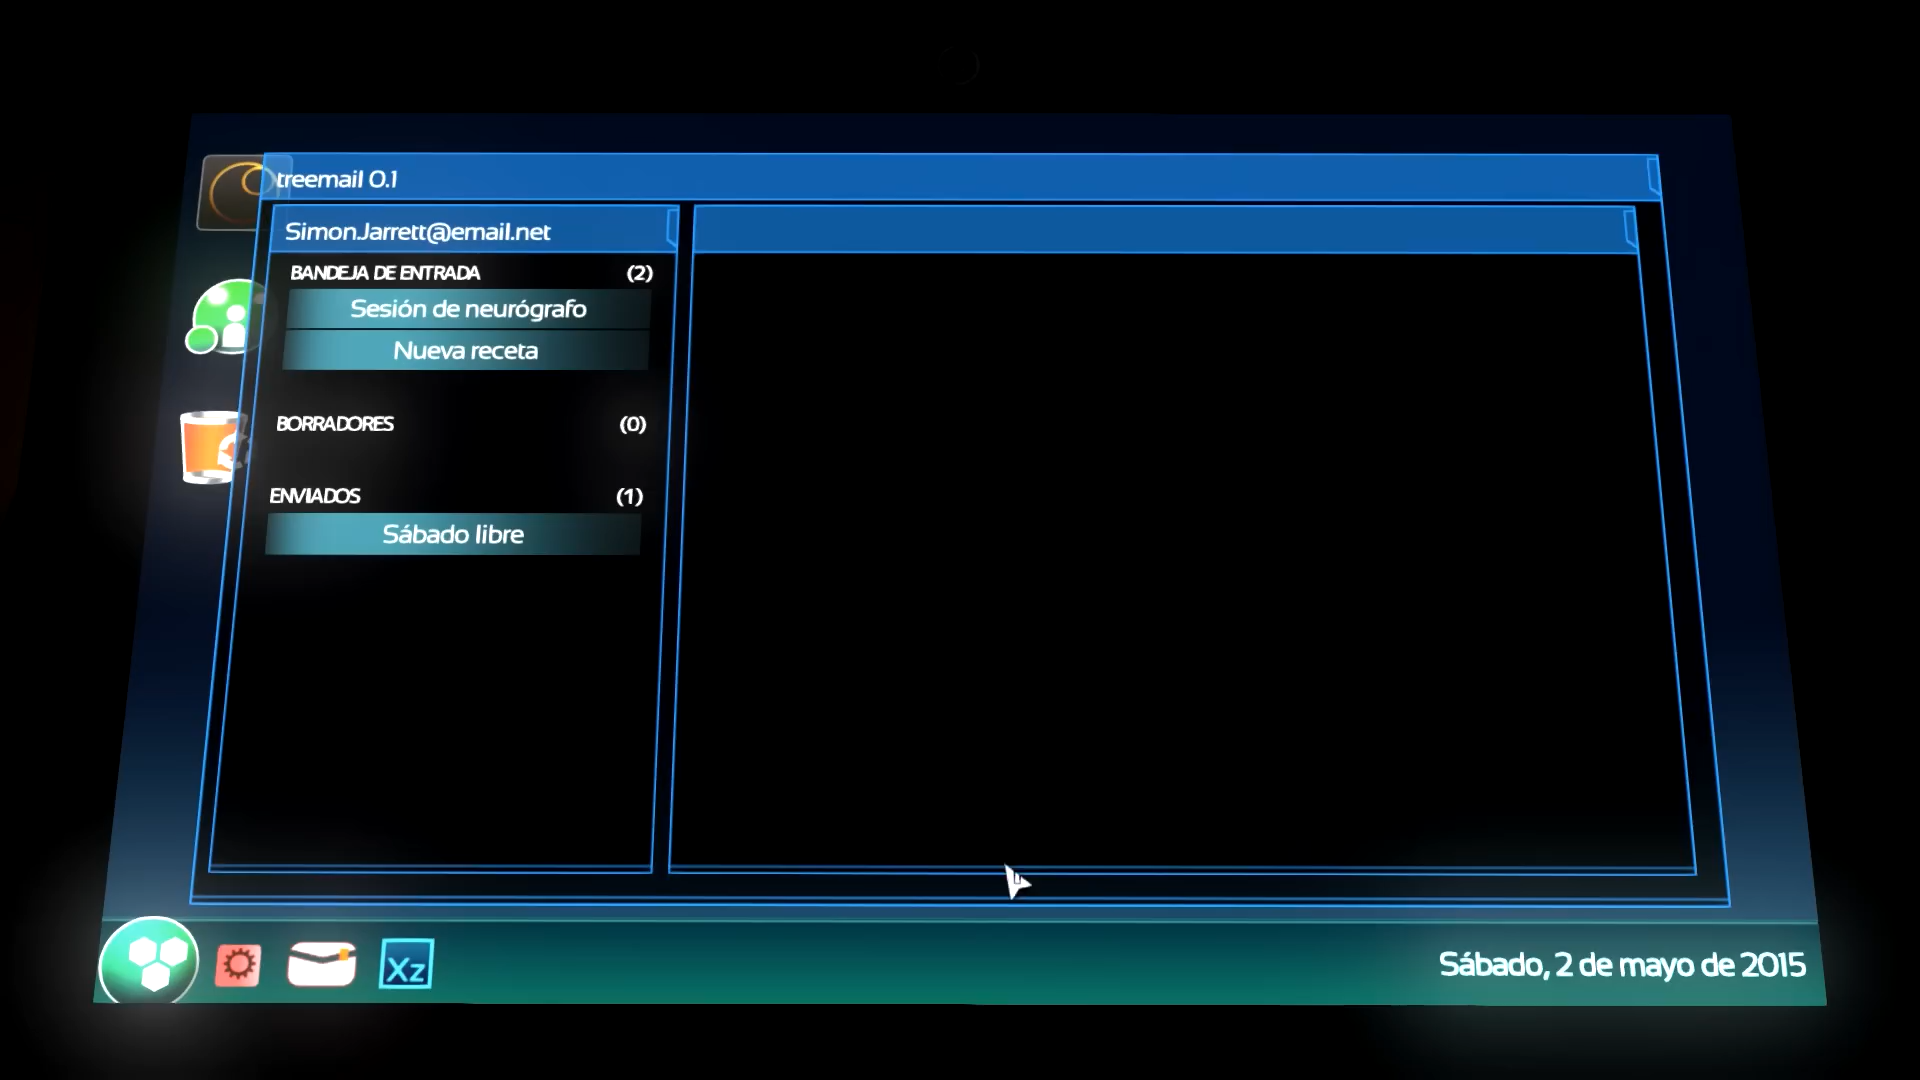 treemail 0.1
Simon.Jarrett@email.net
BANDEJA DE ENTRADA (2)
Sesión de neurógrafo
Nueva receta
BORRADORES (0)
ENVIADOS (1)
Sábado libre
Xz
Sábado, 2 de mayo de 2015